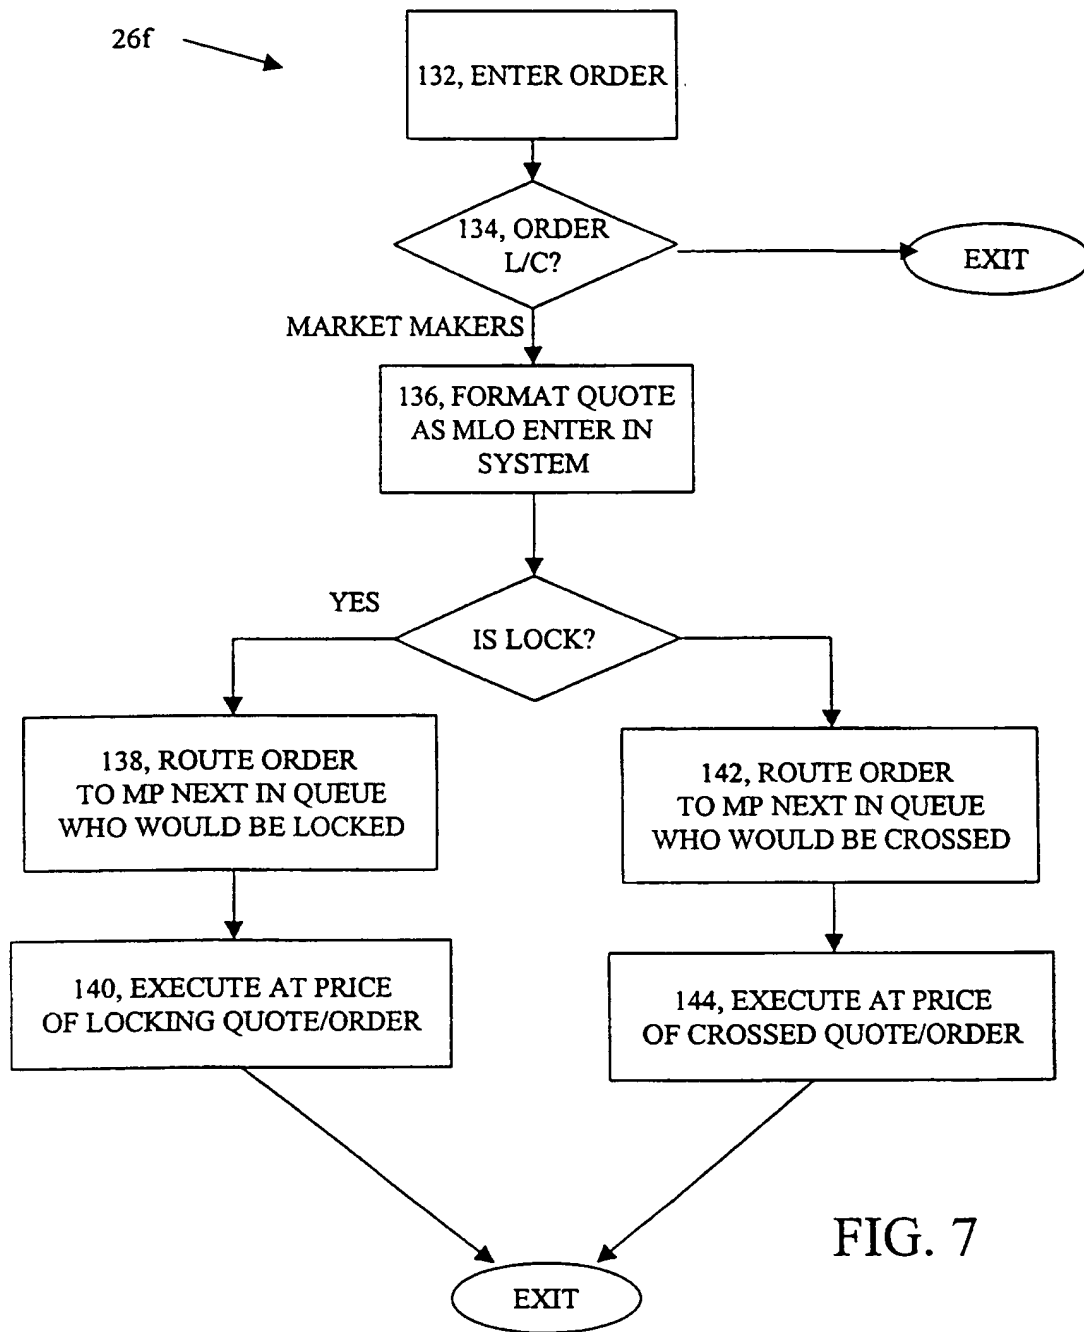 26f
132, ENTER ORDER
134, ORDER
L/C?
EXIT
MARKET MAKERS
136, FORMAT QUOTE
AS MLO ENTER IN
SYSTEM
YES
IS LOCK?
138, ROUTE ORDER
TO MP NEXT IN QUEUE
WHO WOULD BE LOCKED
142, ROUTE ORDER
TO MP NEXT IN QUEUE
WHO WOULD BE CROSSED
140, EXECUTE AT PRICE
OF LOCKING QUOTE/ORDER
144, EXECUTE AT PRICE
OF CROSSED QUOTE/ORDER
FIG. 7
EXIT